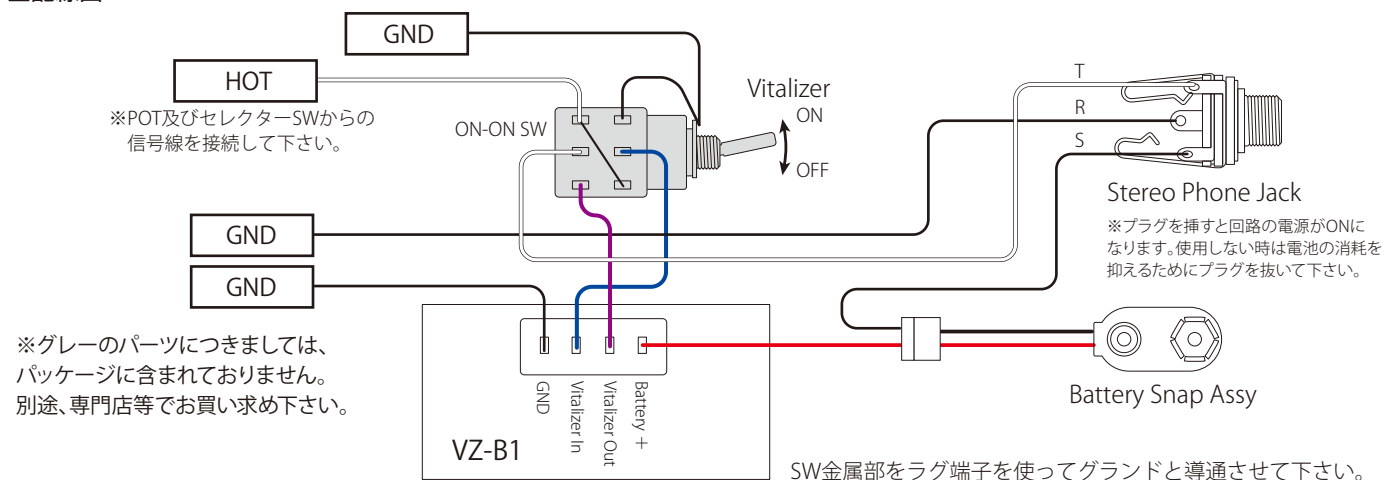 GND
HOT
※POT及びセレクターSWからの
信号線を接続して下さい。
ON-ON SW
Vitalizer
ON
OFF
T
R
S
Stereo Phone Jack
※プラグを挿すと回路の電源がONに
なります。使用しない時は電池の消耗を
抑えるためにプラグを抜いて下さい。
GND
GND
※グレーのパーツにつきましては、
パッケージに含まれておりません。
別途、専門店等でお買い求め下さい。
GND
Vitalizer In
Vitalizer Out
Battery +
VZ-B1
Battery Snap Assy
SW金属部をラグ端子を使ってグランドと導通させて下さい。